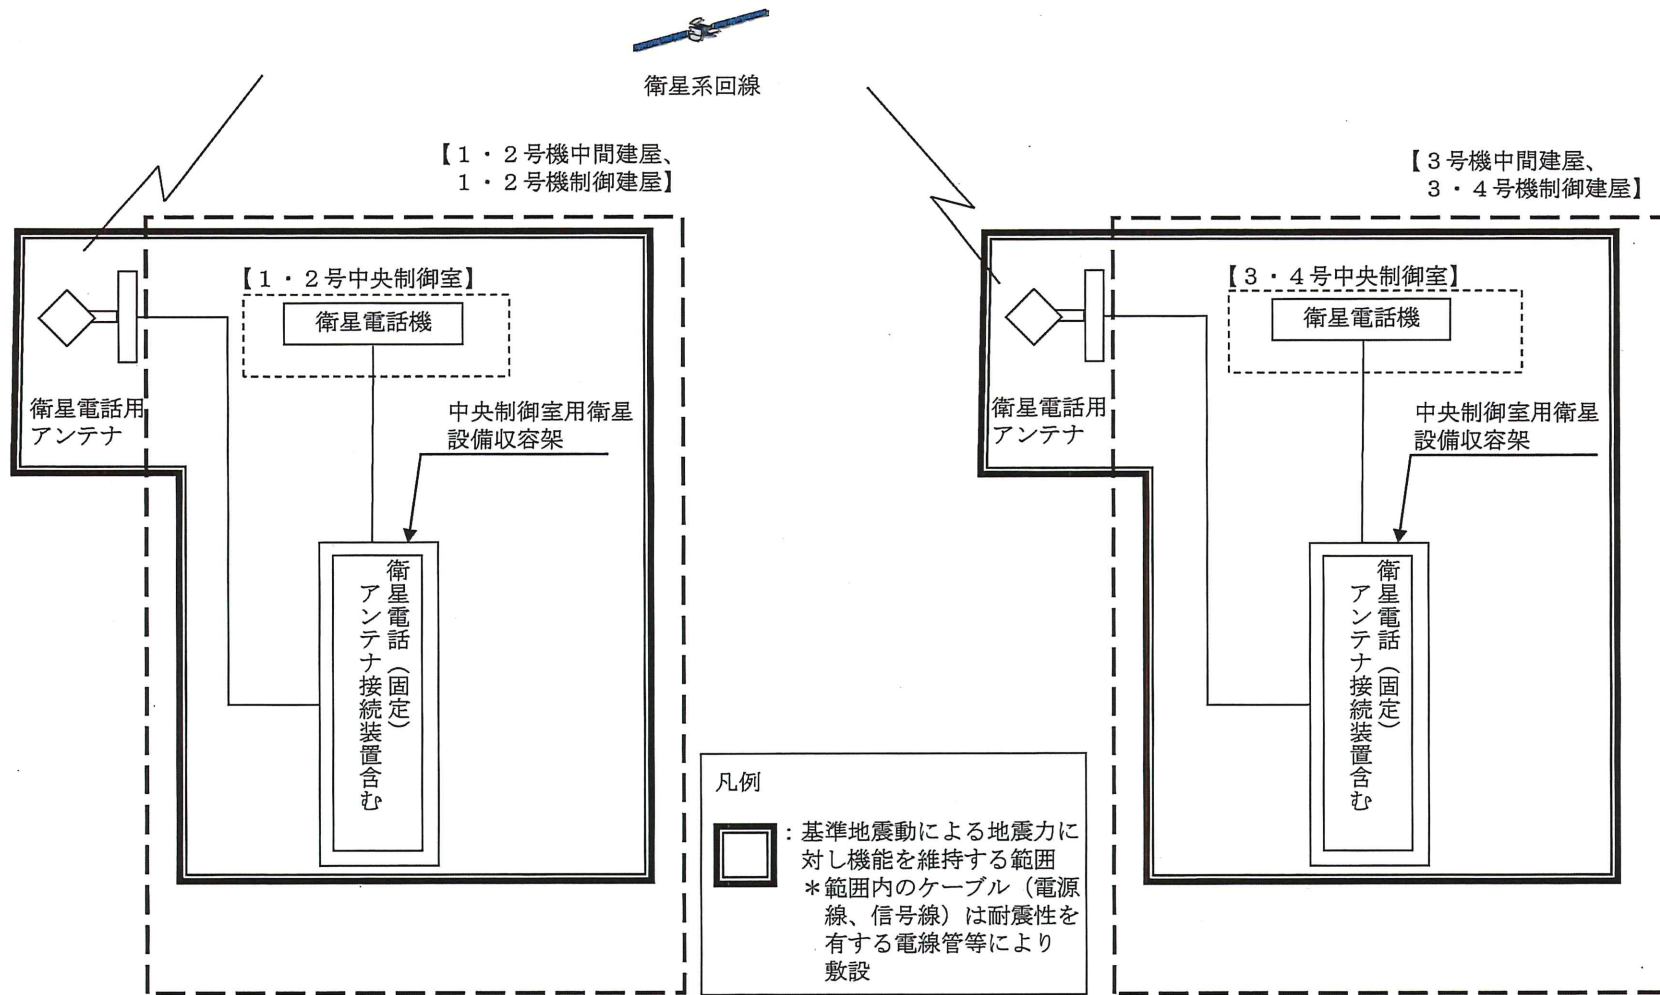 衛星系回線
【１・２号機中間建屋、
１・２号機制御建屋】
【１・２号中央制御室】
衛星電話機
衛星電話用
アンテナ
中央制御室用衛星
設備収容架
衛星電話（固定）
アンテナ接続装置含む
【３号機中間建屋、
３・４号機制御建屋】
【３・４号中央制御室】
衛星電話機
衛星電話用
アンテナ
中央制御室用衛星
設備収容架
衛星電話（固定）
アンテナ接続装置含む
凡例
：基準地震動による地震力に
対し機能を維持する範囲
＊範囲内のケーブル（電源
線、信号線）は耐震性を
有する電線管等により
敷設